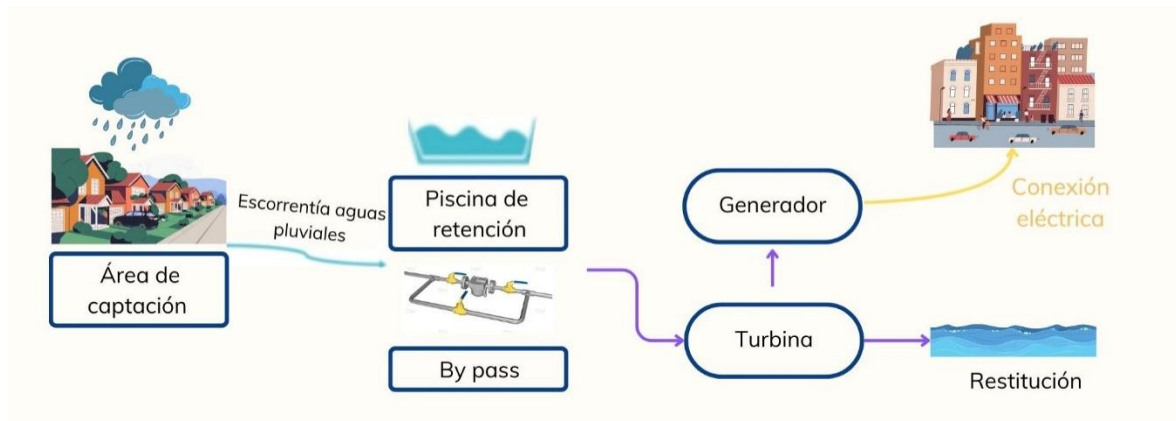 Área de
captación
Escorrentía aguas
pluviales
Piscina de
retención
By pass
Generador
Turbina
Conexión
eléctrica
Restitución